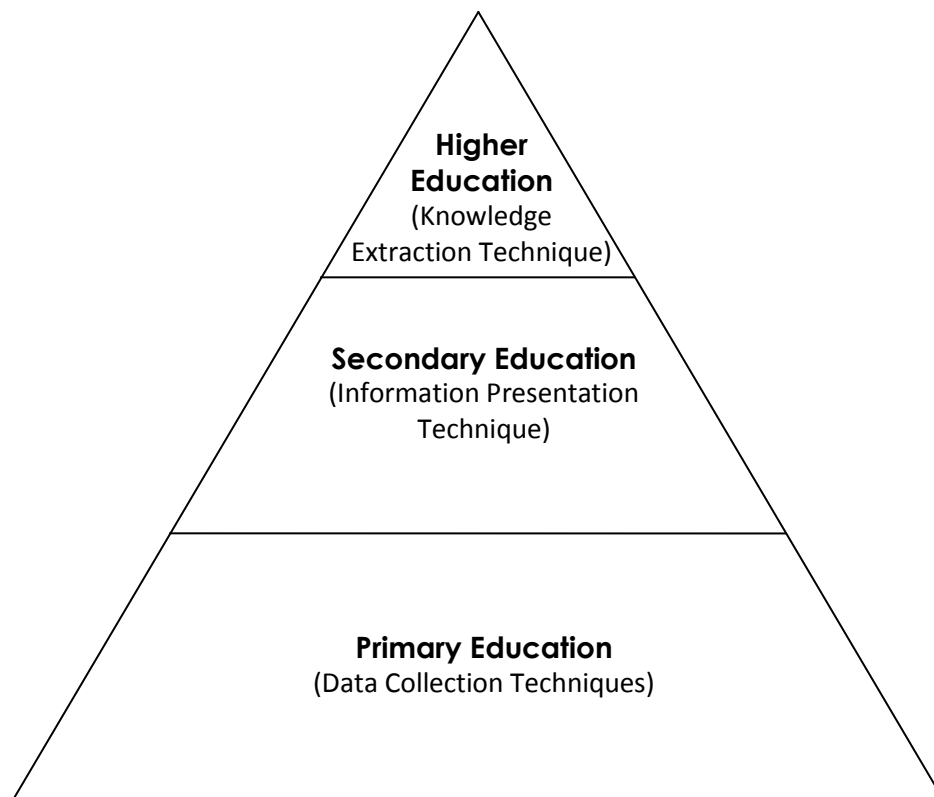 Higher
Education
(Knowledge
Extraction Technique)
Secondary Education
(Information Presentation
Technique)
Primary Education
(Data Collection Techniques)